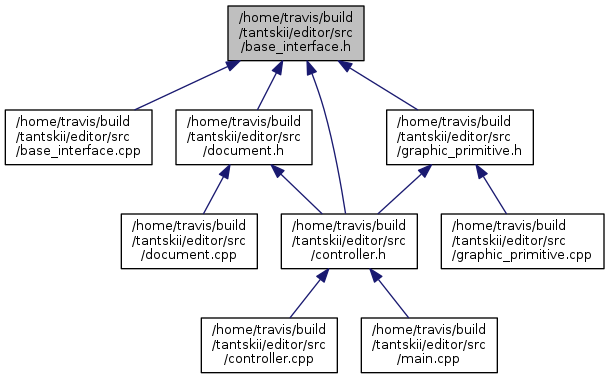 /home/travis/build
/tantskii/editor/src
/base_interface.h
/home/travis/build
/tantskii/editor/src
/base_interface.cpp
/home/travis/build
/tantskii/editor/src
/document.h
/home/travis/build
/tantskii/editor/src
/graphic_primitive.h
/home/travis/build
/tantskii/editor/src
/document.cpp
/home/travis/build
/tantskii/editor/src
/controller.h
/home/travis/build
/tantskii/editor/src
/graphic_primitive.cpp
/home/travis/build
/tantskii/editor/src
/controller.cpp
/home/travis/build
/tantskii/editor/src
/main.cpp